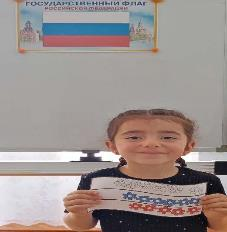 ГОСУДАРСТВЕННЫЙ ФЛАГ
РОССИЙСКОЙ ФЕДЕРАЦИИ